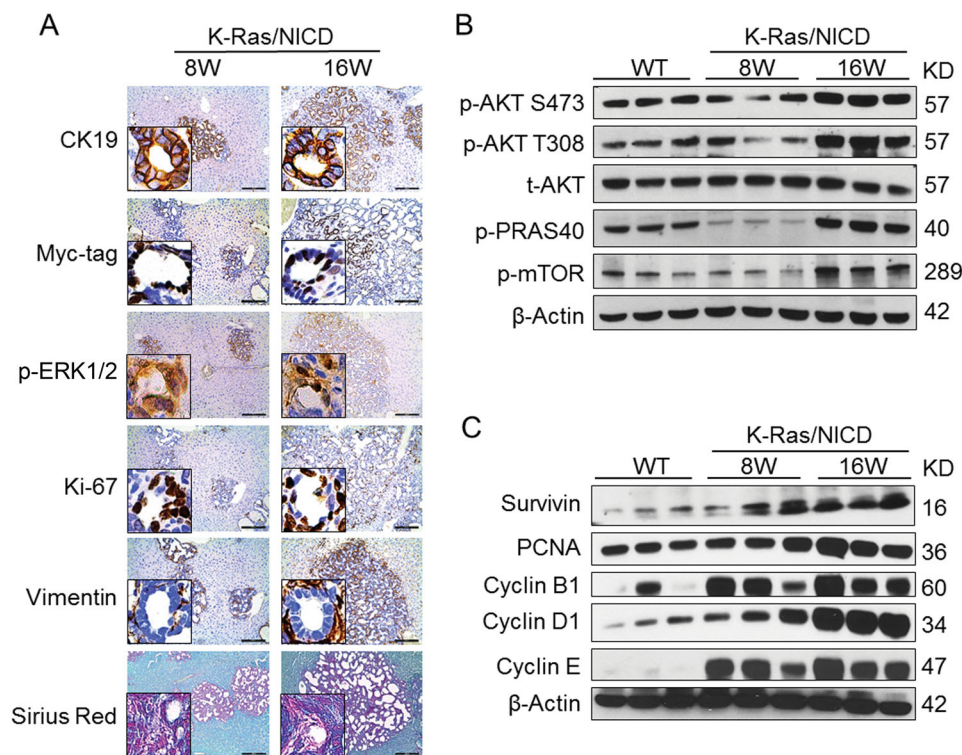 A
K-Ras/NICD
8W 16W
CK19
Myc-tag
p-ERK1/2
Ki-67
Vimentin
Sirius Red
B
K-Ras/NICD
WT 8W 16W KD
p-AKT S473 57
p-AKT T308 57
t-AKT 57
p-PRAS40 40
p-mTOR 289
β-Actin 42
C
K-Ras/NICD
WT 8W 16W KD
Survivin 16
PCNA 36
Cyclin B1 60
Cyclin D1 34
Cyclin E 47
β-Actin 42